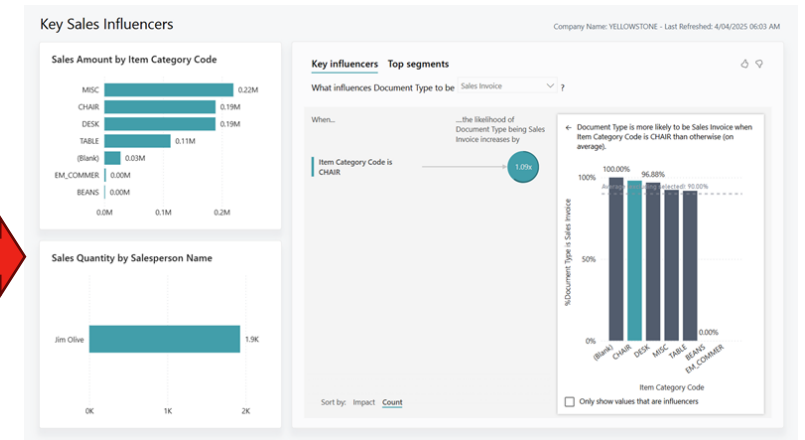 Key Sales Influencers
Company Name: YELLOWSTONE - Last Refreshed: 4/04/2025 06:03 AM
Sales Amount by Item Category Code
MISC 0.22M
CHAIR 0.19M
DESK 0.19M
TABLE 0.11M
(Blank) 0.03M
EM_COMMER 0.00M
BEANS 0.00M
0.0M 0.1M 0.2M
Sales Quantity by Salesperson Name
Jim Olive 1.9K
0K 1K 2K
Key influencers Top segments
What influences Document Type to be Sales Invoice ?
When...
...the likelihood of
Document Type being Sales
Invoice increases by
Item Category Code is
CHAIR
1.09x
Sort by: Impact Count
← Document Type is more likely to be Sales Invoice when
Item Category Code is CHAIR than otherwise (on
average).
100.00%
96.88%
100%
Average selected): 90.00%
50%
0%
0.00%
%Document Type is Sales Invoice
(Blank) CHAIR DESK MISC TABLE BEANS EM_COMMER
Item Category Code
Only show values that are influencers